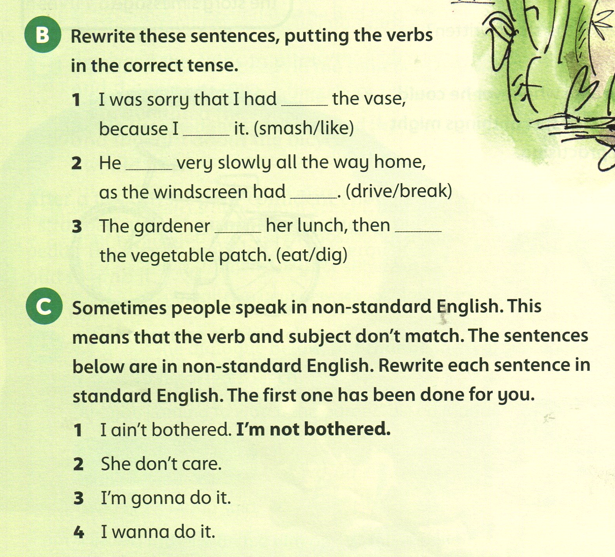 B Rewrite these sentences, putting the verbs
in the correct tense.
1 I was sorry that I had _____ the vase,
because I _____ it. (smash/like)
2 He _____ very slowly all the way home,
as the windscreen had _____. (drive/break)
3 The gardener _____ her lunch, then _____
the vegetable patch. (eat/dig)
C Sometimes people speak in non-standard English. This
means that the verb and subject don't match. The sentences
below are in non-standard English. Rewrite each sentence in
standard English. The first one has been done for you.
1 I ain't bothered. I'm not bothered.
2 She don't care.
3 I'm gonna do it.
4 I wanna do it.